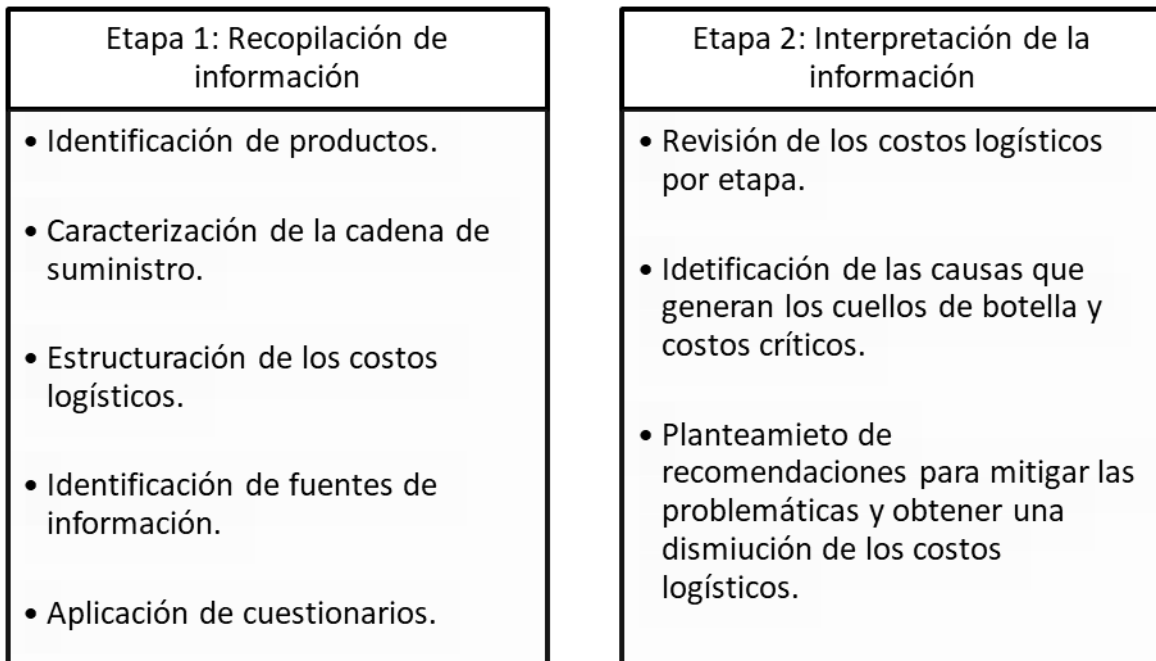 Etapa 1: Recopilación de
información
• Identificación de productos.
• Caracterización de la cadena de
suministro.
• Estructuración de los costos
logísticos.
• Identificación de fuentes de
información.
• Aplicación de cuestionarios.
Etapa 2: Interpretación de la
información
• Revisión de los costos logísticos
por etapa.
• Idetificación de las causas que
generan los cuellos de botella y
costos críticos.
• Planteamieto de
recomendaciones para mitigar las
problemáticas y obtener una
dismiución de los costos
logísticos.